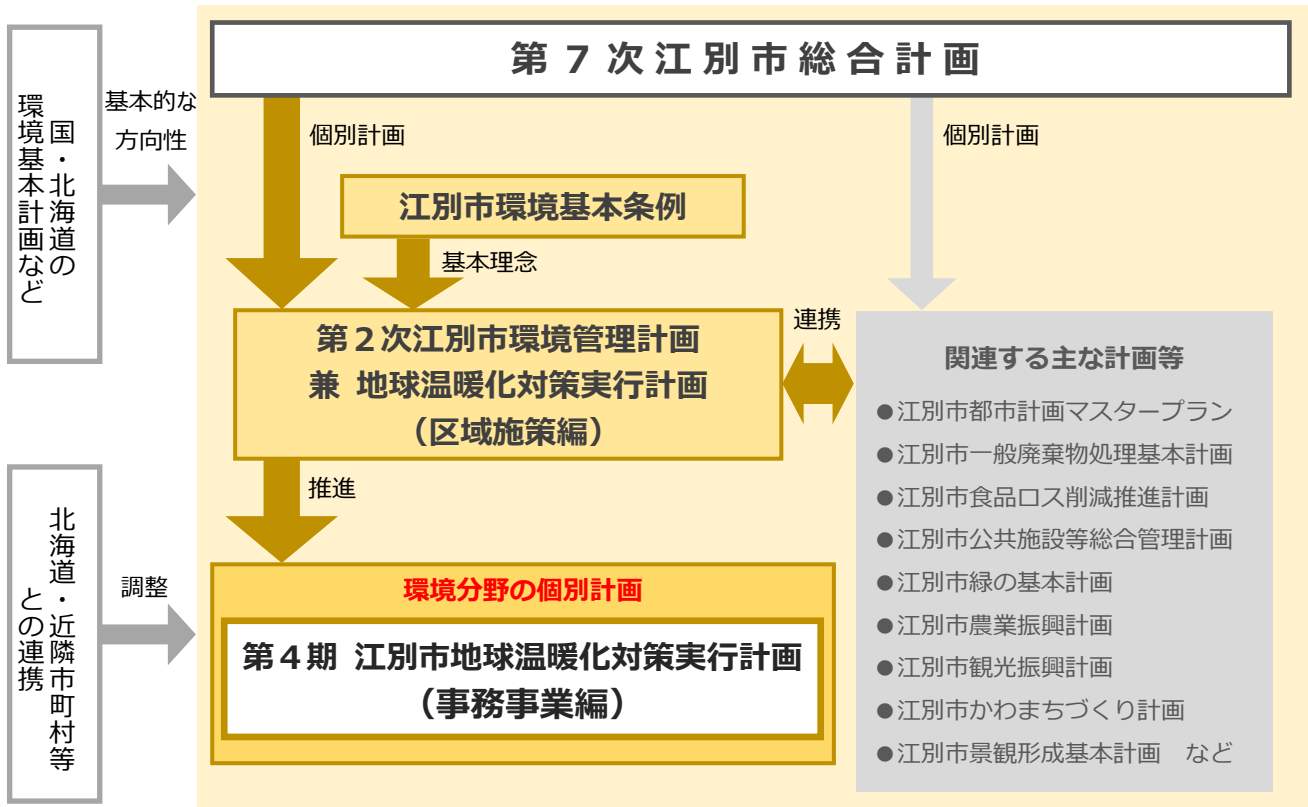 第7次江別市総合計画
国・北海道の
環境基本計画など
基本的な
方向性
個別計画
個別計画
江別市環境基本条例
基本理念
第2次江別市環境管理計画
兼 地球温暖化対策実行計画
(区域施策編)
連携
関連する主な計画等
●江別市都市計画マスタープラン
●江別市一般廃棄物処理基本計画
●江別市食品ロス削減推進計画
●江別市公共施設等総合管理計画
●江別市緑の基本計画
●江別市農業振興計画
●江別市観光振興計画
●江別市かわまちづくり計画
●江別市景観形成基本計画 など
推進
北海道・近隣市町村等
との連携
調整
環境分野の個別計画
第4期 江別市地球温暖化対策実行計画
(事務事業編)